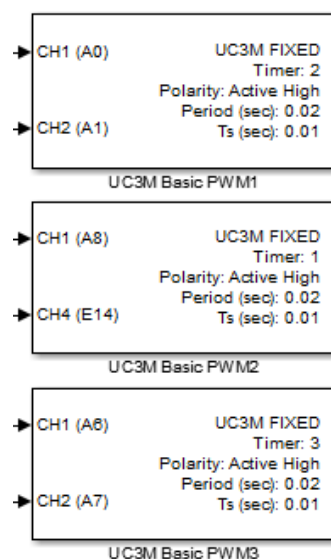 CH1 (A0)
UC3M FIXED
Timer: 2
Polarity: Active High
CH2 (A1)
Period (sec): 0.02
Ts (sec): 0.01
UC3M Basic PWM1
CH1 (A8)
UC3M FIXED
Timer: 1
Polarity: Active High
Period (sec): 0.02
CH4 (E14)
Ts (sec): 0.01
UC3M Basic PWM2
CH1 (A6)
UC3M FIXED
Timer: 3
Polarity: Active High
Period (sec): 0.02
CH2 (A7)
Ts (sec): 0.01
UC3M Basic PWM3